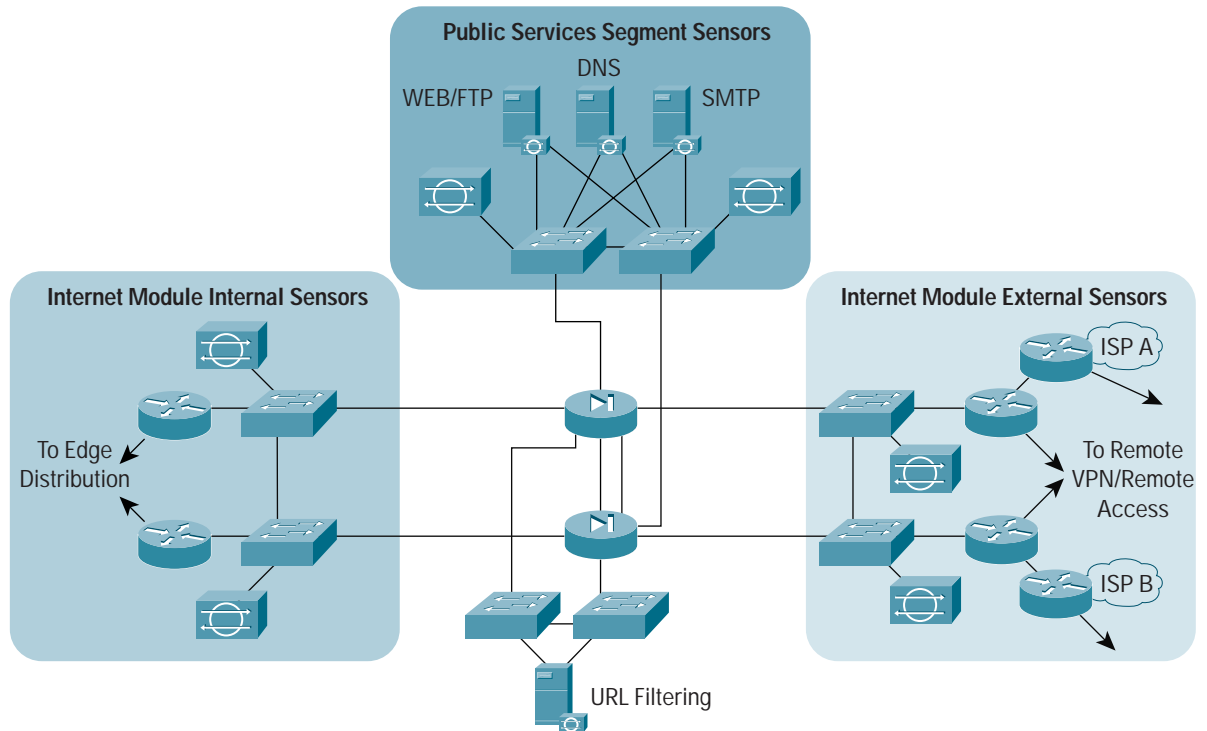 Public Services Segment Sensors
DNS
WEB/FTP
SMTP
Internet Module Internal Sensors
To Edge
Distribution
Internet Module External Sensors
ISP A
To Remote
VPN/Remote
Access
ISP B
URL Filtering